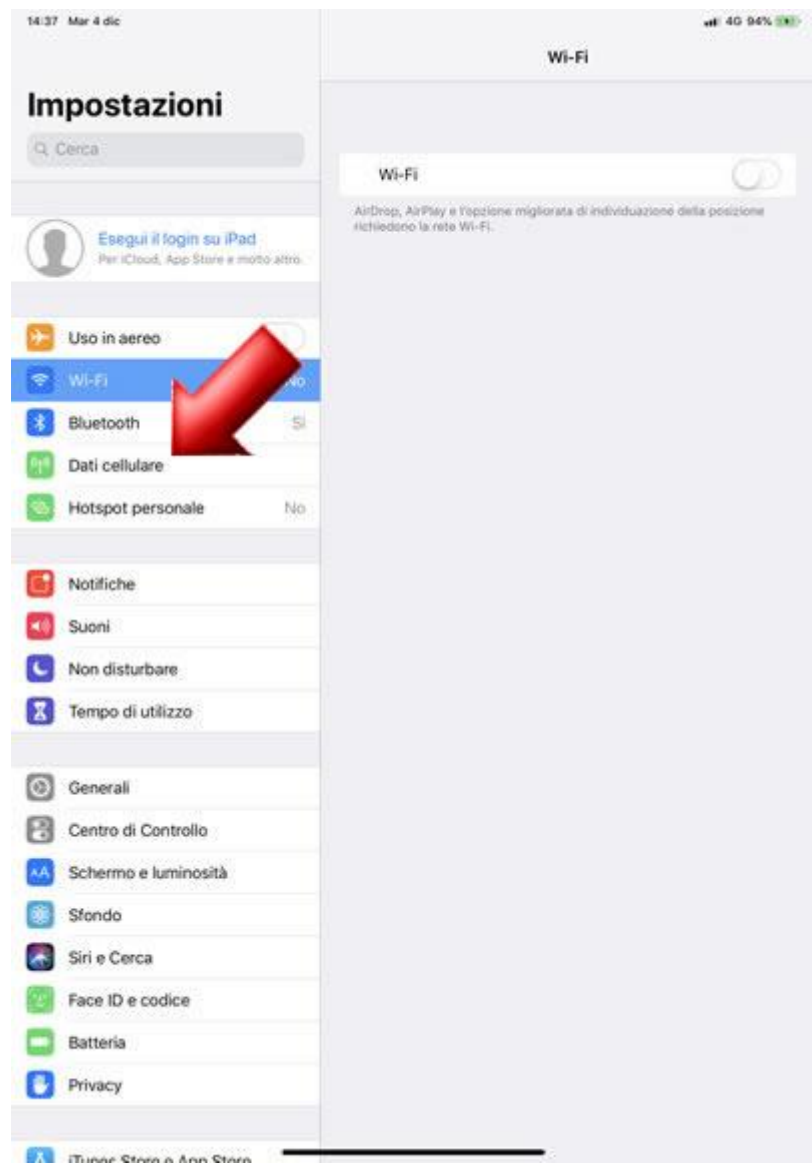 14:37 Mar 4 dic
4G 94%
Impostazioni
Cerca
Esegui il login su iPad
Per iCloud, App Store e molto altro.
Uso in aereo
Wi-Fi No
Bluetooth Sì
Dati cellulare
Hotspot personale No
Notifiche
Suoni
Non disturbare
Tempo di utilizzo
Generali
Centro di Controllo
AA Schermo e luminosità
Sfondo
Siri e Cerca
Face ID e codice
Batteria
Privacy
iTunes Store e App Store
Wi-Fi
Wi-Fi
AirDrop, AirPlay e l'opzione migliorata di individuazione della posizione
richiedono la rete Wi-Fi.